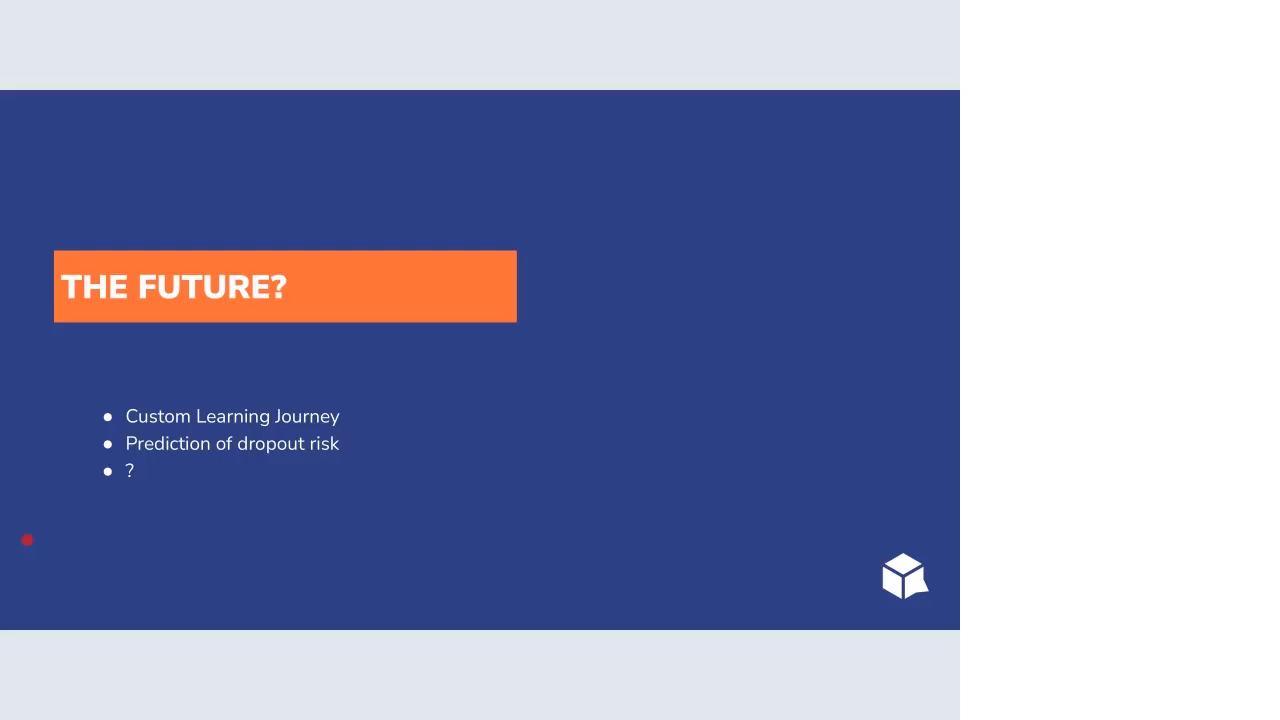 THE FUTURE?
● Custom Learning Journey
● Prediction of dropout risk
● ?